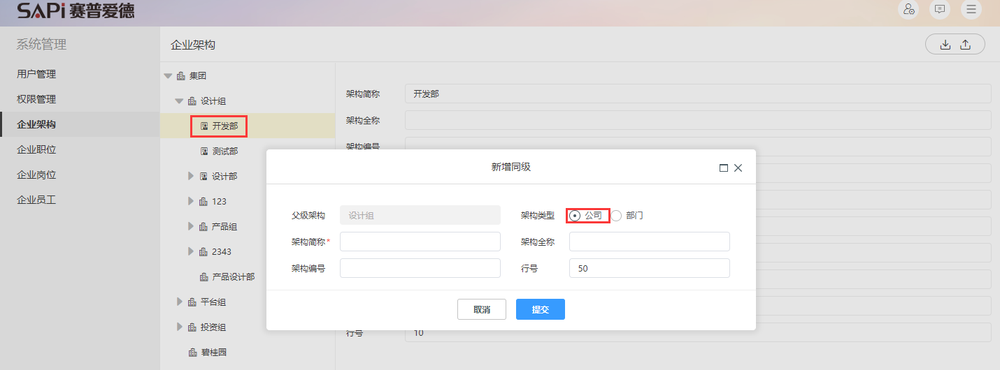 SAPi 赛普爱德
系统管理
用户管理
权限管理
企业架构
企业职位
企业岗位
企业员工
企业架构
集团
设计组
开发部
测试部
设计部
123
产品组
2343
产品设计部
平台组
投资组
碧桂园
架构简称 开发部
架构全称
架构编号
行号 10
新增同级
父级架构 设计组 架构类型 公司 部门
架构简称* 架构全称
架构编号 行号 50
取消 提交